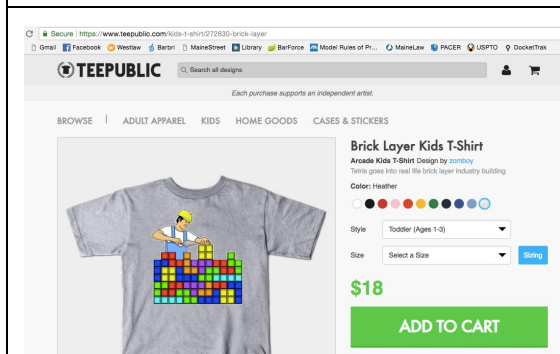 Secure | https://www.teepublic.com/kids-t-shirt/272630-brick-layer
Gmail Facebook Westlaw Barbri MaineStreet Library BarForce Model Rules of Pr... MaineLaw PACER USPTO DocketTrak
TEEPUBLIC Search all designs
Each purchase supports an independent artist.
BROWSE | ADULT APPAREL KIDS HOME GOODS CASES & STICKERS
Brick Layer Kids T-Shirt
Arcade Kids T-Shirt Design by zomboy
Tetris goes into real life brick layer industry building
Color: Heather
Style Toddler (Ages 1-3)
Size Select a Size Sizing
$18
ADD TO CART